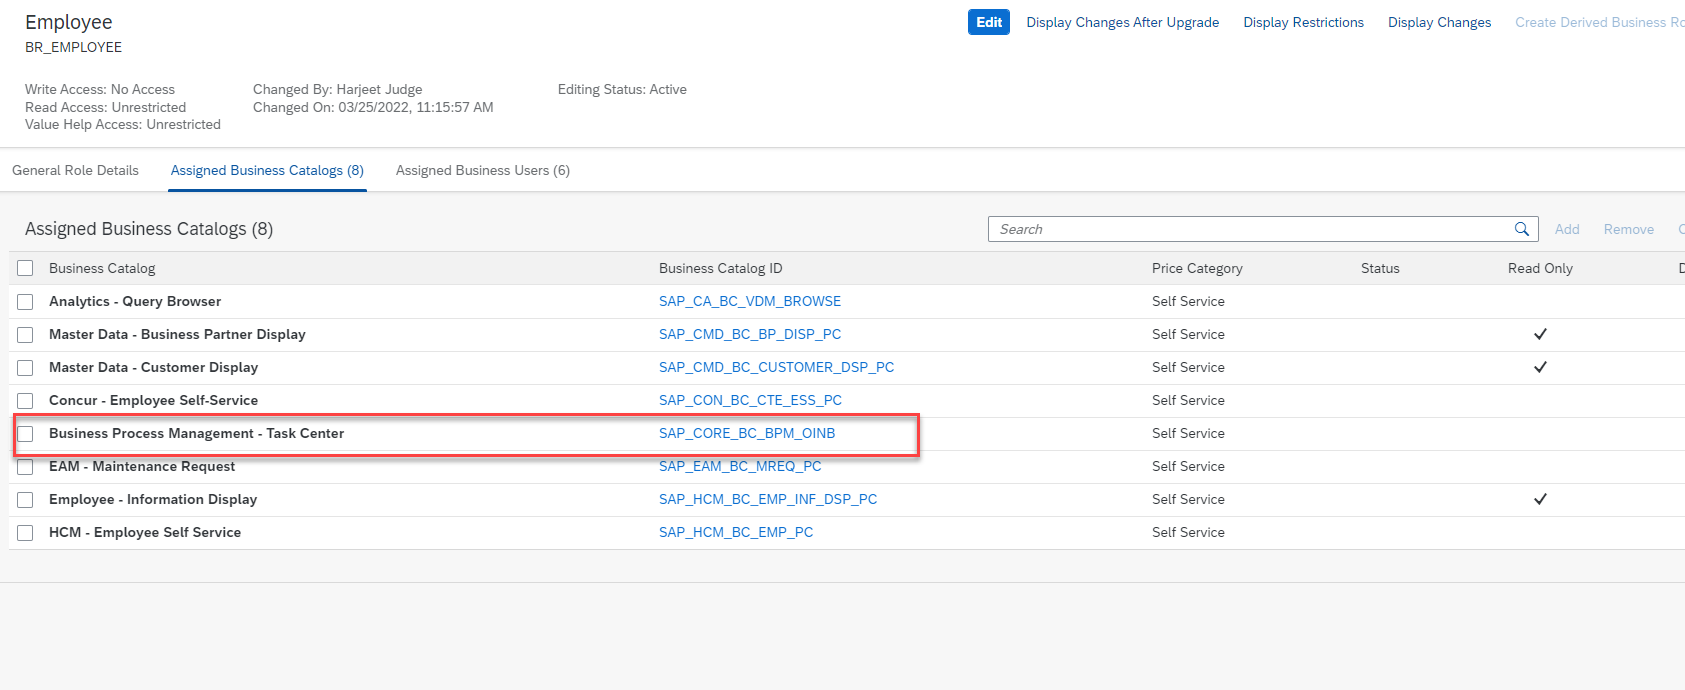 Employee
BR_EMPLOYEE
Edit Display Changes After Upgrade Display Restrictions Display Changes Create Derived Business Ro
Write Access: No Access Changed By: Harjeet Judge Editing Status: Active
Read Access: Unrestricted Changed On: 03/25/2022, 11:15:57 AM
Value Help Access: Unrestricted
General Role Details Assigned Business Catalogs (8) Assigned Business Users (6)
Assigned Business Catalogs (8) Search Add Remove
Business Catalog Business Catalog ID Price Category Status Read Only
Analytics - Query Browser SAP_CA_BC_VDM_BROWSE Self Service
Master Data - Business Partner Display SAP_CMD_BC_BP_DISP_PC Self Service
Master Data - Customer Display SAP_CMD_BC_CUSTOMER_DSP_PC Self Service
Concur - Employee Self-Service SAP_CON_BC_CTE_ESS_PC Self Service
Business Process Management - Task Center SAP_CORE_BC_BPM_OINB Self Service
EAM - Maintenance Request SAP_EAM_BC_MREQ_PC Self Service
Employee - Information Display SAP_HCM_BC_EMP_INF_DSP_PC Self Service
HCM - Employee Self Service SAP_HCM_BC_EMP_PC Self Service